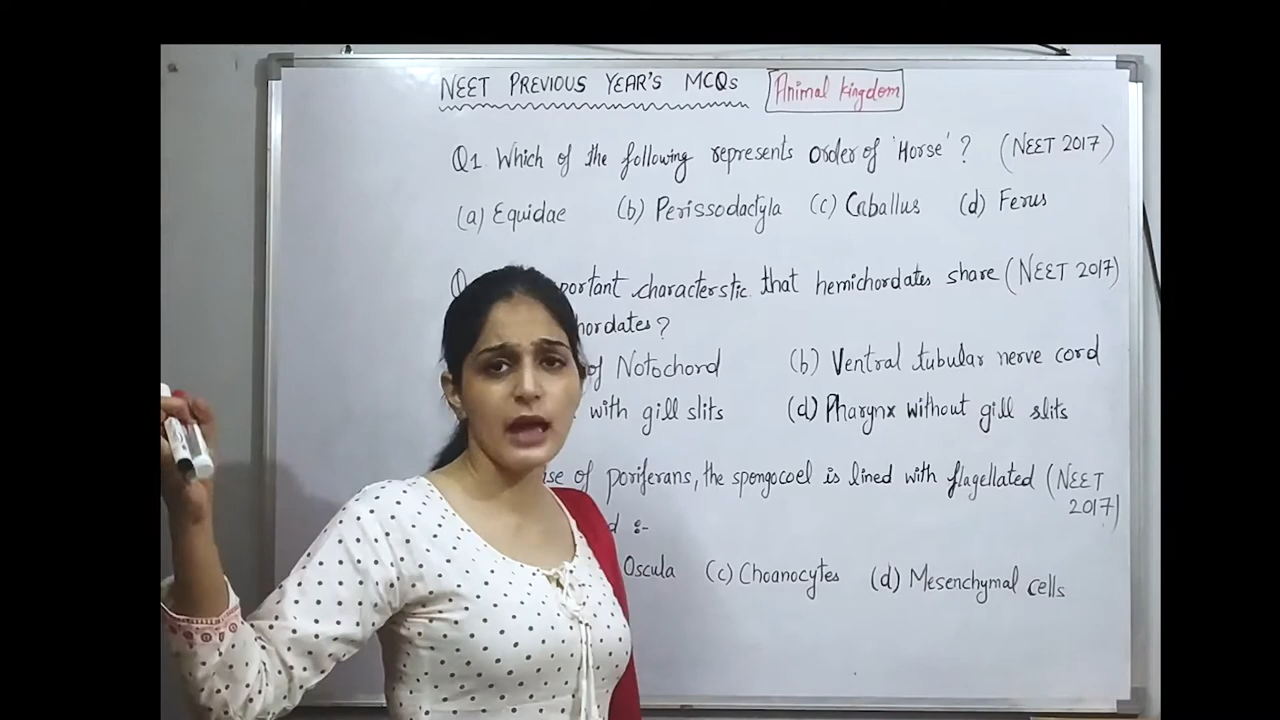 NEET PREVIOUS YEAR'S MCQs Animal kingdom
Q1. Which of the following represents order of 'Horse' ? (NEET 2017)
(a) Equidae (b) Perissodactyla (c) Caballus (d) Ferus
characterstic that hemichordates share (NEET 2017)
hordates?
of Notochord (b) Ventral tubular nerve cord
with gill slits (d) Pharynx without gill slits
of poriferans, the spongocoel is lined with flagellated (NEET
2017)
Oscula (c) Choanocytes (d) Mesenchymal cells